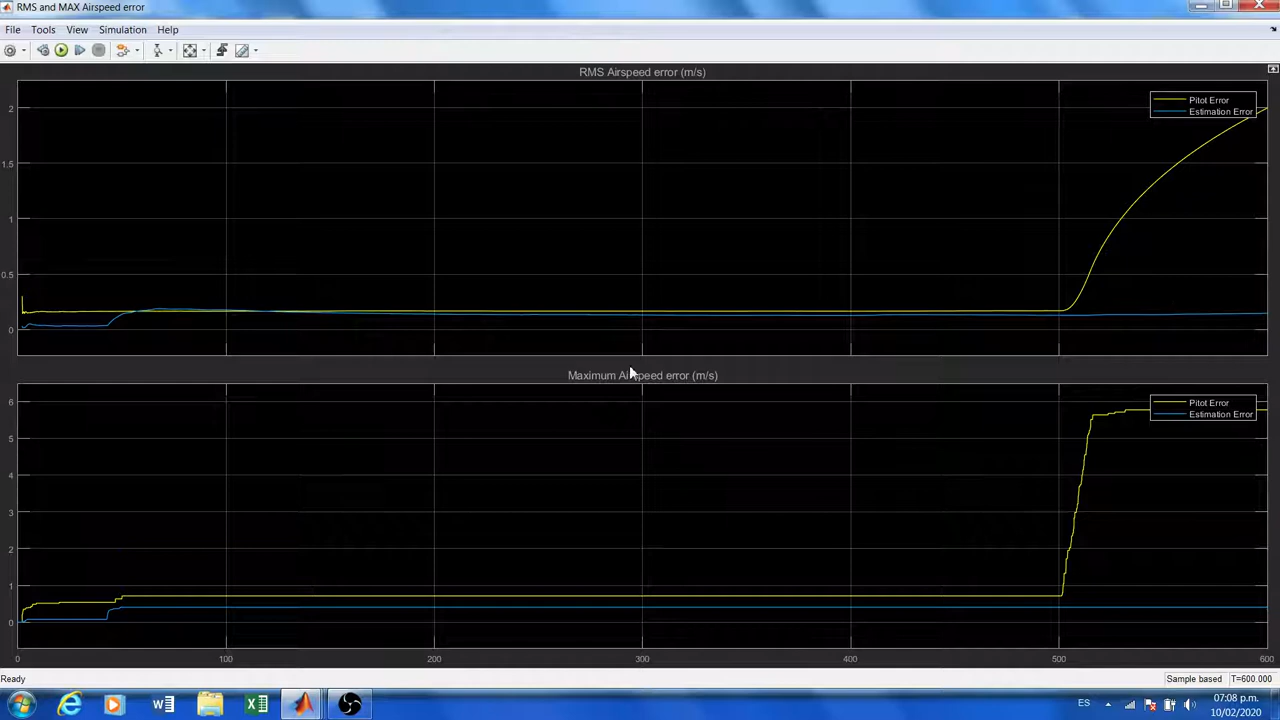 RMS and MAX Airspeed error
File Tools View Simulation Help
RMS Airspeed error (m/s)
Pitot Error
Estimation Error
2
1.5
1
0.5
0
Maximum Airspeed error (m/s)
Pitot Error
Estimation Error
6
5
4
3
2
1
0
0 100 200 300 400 500 600
Ready
Sample based T=600.000
ES
07:08 p.m.
10/02/2020